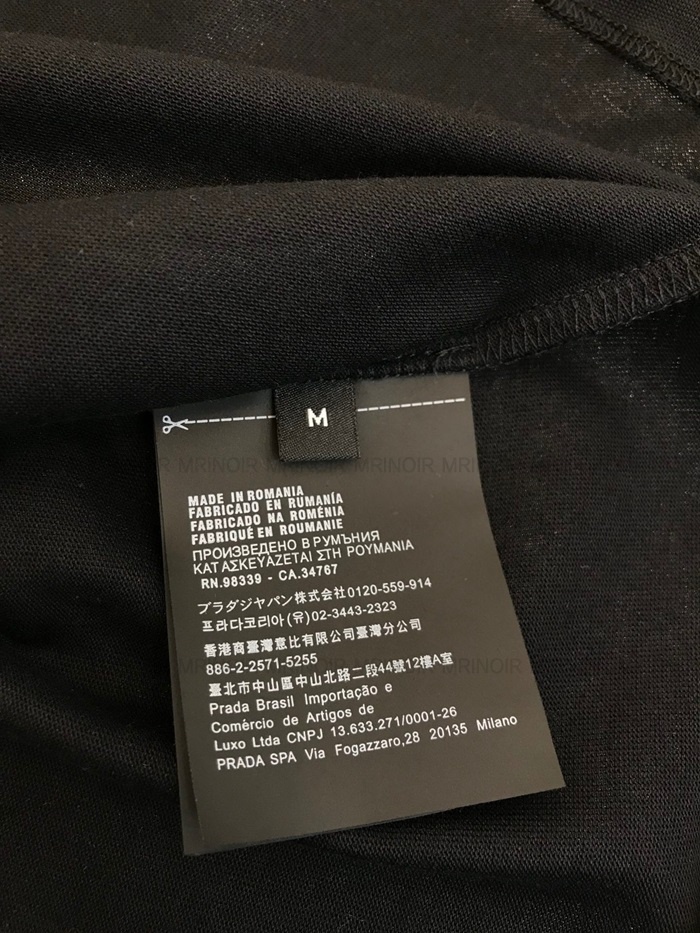 M
MRINOIR MRINOIR MRINOIR
MADE IN ROMANIA
FABRICADO EN RUMANÍA
FABRICADO NA ROMÉNIA
FABRIQUÉ EN ROUMANIE
ПРОИЗВЕДЕНО В РУМЪНИЯ
ΚΑΤΑΣΚΕΥΑΖΕΤΑΙ ΣΤΗ ΡΟΥΜΑΝΙΑ
RN.98339 - CA.34767
プラダジャパン株式会社0120-559-914
프라다코리아(유)02-3443-2323
香港商臺灣意比有限公司臺灣分公司
886-2-2571-5255
臺北市中山區中山北路二段44號12樓A室
Prada Brasil Importação e
Comércio de Artigos de
Luxo Ltda CNPJ 13.633.271/0001-26
PRADA SPA Via Fogazzaro,28 20135 Milano